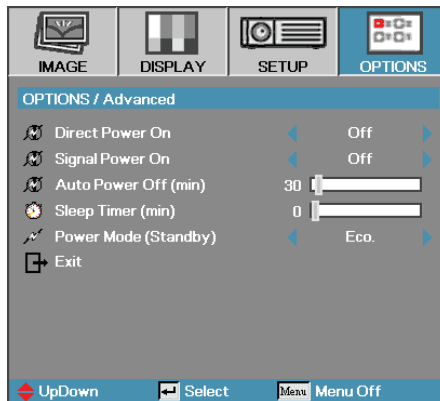 IMAGE DISPLAY SETUP OPTIONS
OPTIONS / Advanced
Direct Power On Off
Signal Power On Off
Auto Power Off (min) 30
Sleep Timer (min) 0
Power Mode (Standby) Eco.
Exit
UpDown Select Menu Menu Off